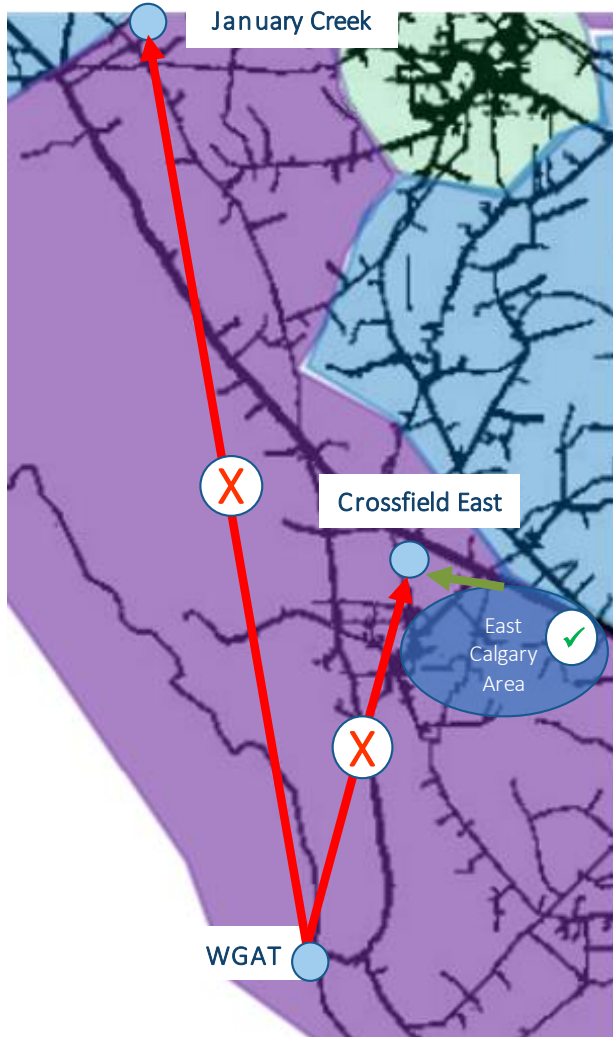 January Creek
X
Crossfield East
East
Calgary
Area
✓
X
WGAT